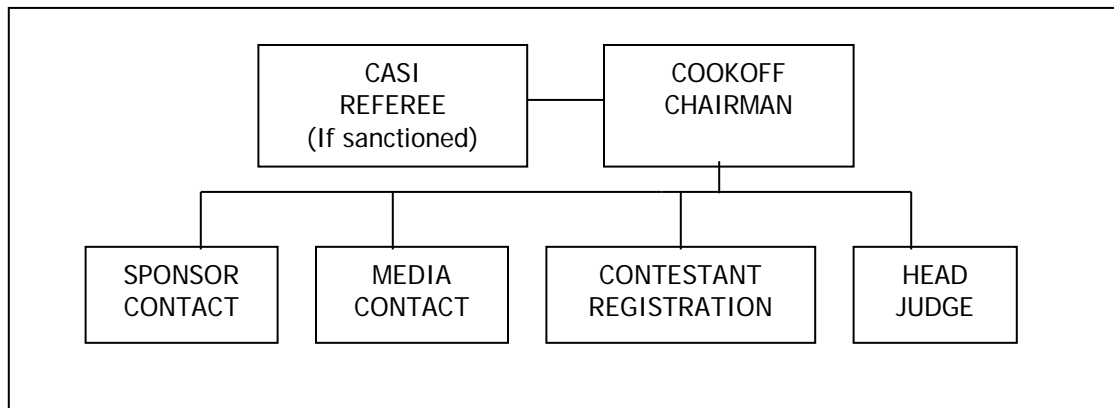 CASI
REFEREE
(If sanctioned)
COOKOFF
CHAIRMAN
SPONSOR
CONTACT
MEDIA
CONTACT
CONTESTANT
REGISTRATION
HEAD
JUDGE